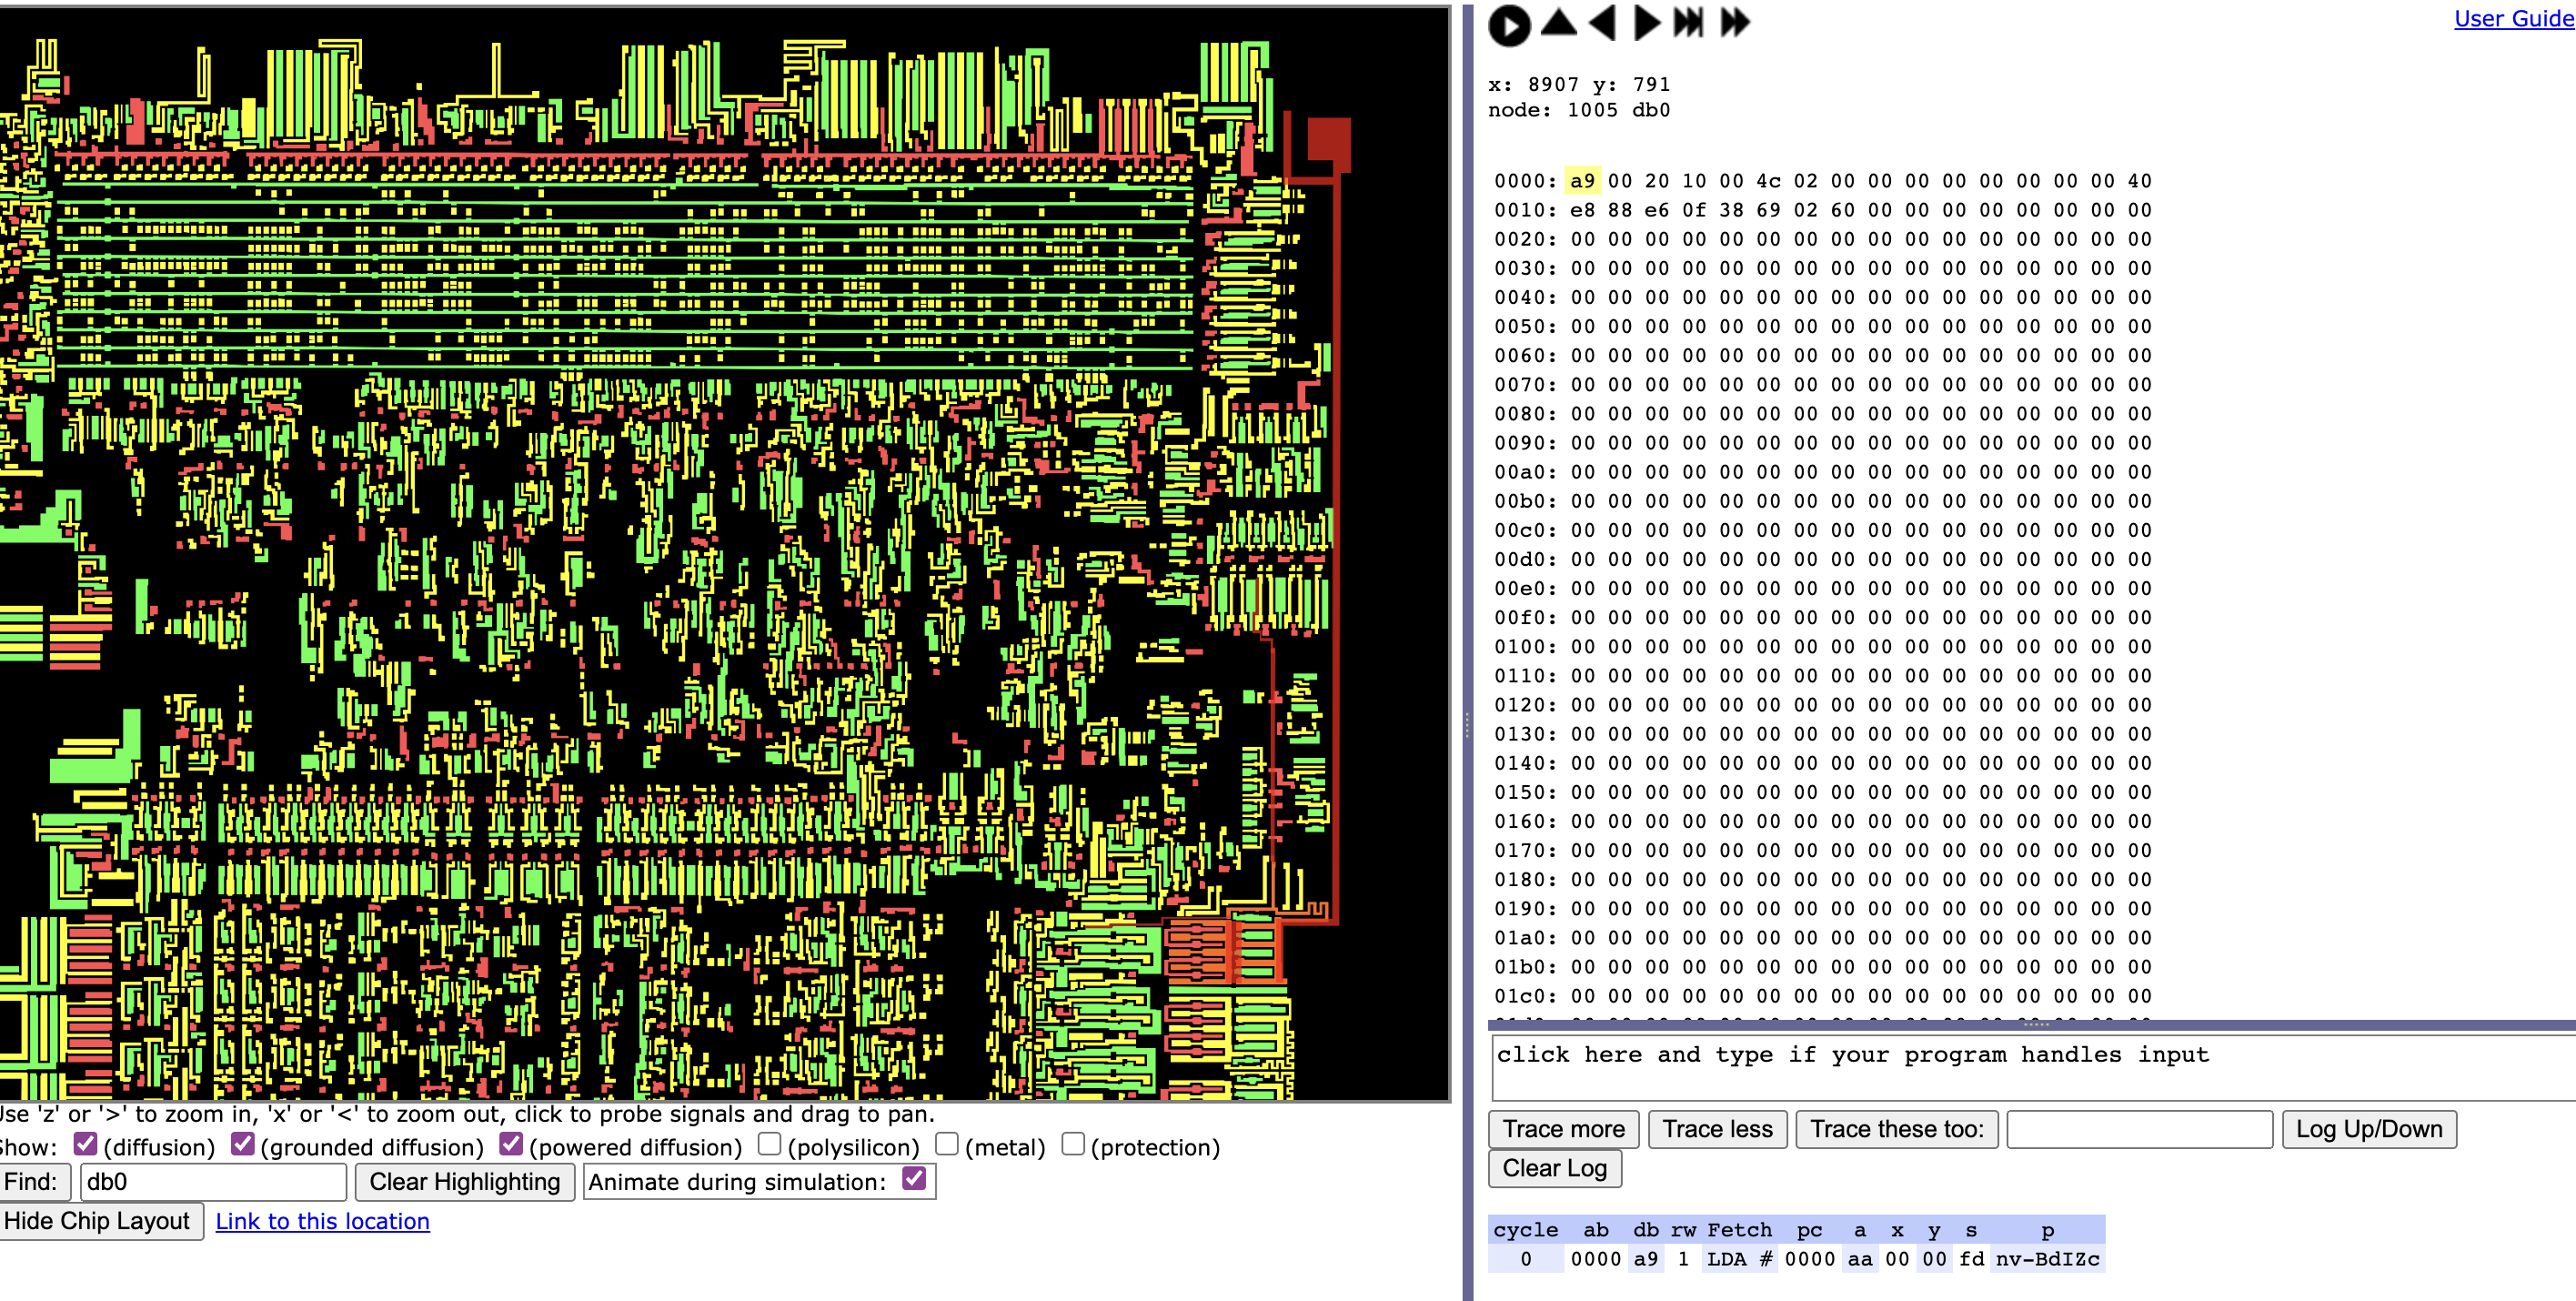 User Guide
x: 8907 y: 791
node: 1005 db0
0000: a9 00 20 10 00 4c 02 00 00 00 00 00 00 00 00 40
0010: e8 88 e6 0f 38 69 02 60 00 00 00 00 00 00 00 00
0020: 00 00 00 00 00 00 00 00 00 00 00 00 00 00 00 00
0030: 00 00 00 00 00 00 00 00 00 00 00 00 00 00 00 00
0040: 00 00 00 00 00 00 00 00 00 00 00 00 00 00 00 00
0050: 00 00 00 00 00 00 00 00 00 00 00 00 00 00 00 00
0060: 00 00 00 00 00 00 00 00 00 00 00 00 00 00 00 00
0070: 00 00 00 00 00 00 00 00 00 00 00 00 00 00 00 00
0080: 00 00 00 00 00 00 00 00 00 00 00 00 00 00 00 00
0090: 00 00 00 00 00 00 00 00 00 00 00 00 00 00 00 00
00a0: 00 00 00 00 00 00 00 00 00 00 00 00 00 00 00 00
00b0: 00 00 00 00 00 00 00 00 00 00 00 00 00 00 00 00
00c0: 00 00 00 00 00 00 00 00 00 00 00 00 00 00 00 00
00d0: 00 00 00 00 00 00 00 00 00 00 00 00 00 00 00 00
00e0: 00 00 00 00 00 00 00 00 00 00 00 00 00 00 00 00
00f0: 00 00 00 00 00 00 00 00 00 00 00 00 00 00 00 00
0100: 00 00 00 00 00 00 00 00 00 00 00 00 00 00 00 00
0110: 00 00 00 00 00 00 00 00 00 00 00 00 00 00 00 00
0120: 00 00 00 00 00 00 00 00 00 00 00 00 00 00 00 00
0130: 00 00 00 00 00 00 00 00 00 00 00 00 00 00 00 00
0140: 00 00 00 00 00 00 00 00 00 00 00 00 00 00 00 00
0150: 00 00 00 00 00 00 00 00 00 00 00 00 00 00 00 00
0160: 00 00 00 00 00 00 00 00 00 00 00 00 00 00 00 00
0170: 00 00 00 00 00 00 00 00 00 00 00 00 00 00 00 00
0180: 00 00 00 00 00 00 00 00 00 00 00 00 00 00 00 00
0190: 00 00 00 00 00 00 00 00 00 00 00 00 00 00 00 00
01a0: 00 00 00 00 00 00 00 00 00 00 00 00 00 00 00 00
01b0: 00 00 00 00 00 00 00 00 00 00 00 00 00 00 00 00
01c0: 00 00 00 00 00 00 00 00 00 00 00 00 00 00 00 00
click here and type if your program handles input
Trace more Trace less Trace these too: Log Up/Down
Clear Log
cycle ab db rw Fetch pc a x y s p
0 0000 a9 1 LDA # 0000 aa 00 00 fd nv-BdIZc
Use 'z' or '>' to zoom in, 'x' or '<' to zoom out, click to probe signals and drag to pan.
Show: (diffusion) (grounded diffusion) (powered diffusion) (polysilicon) (metal) (protection)
Find: db0 Clear Highlighting Animate during simulation:
Hide Chip Layout Link to this location